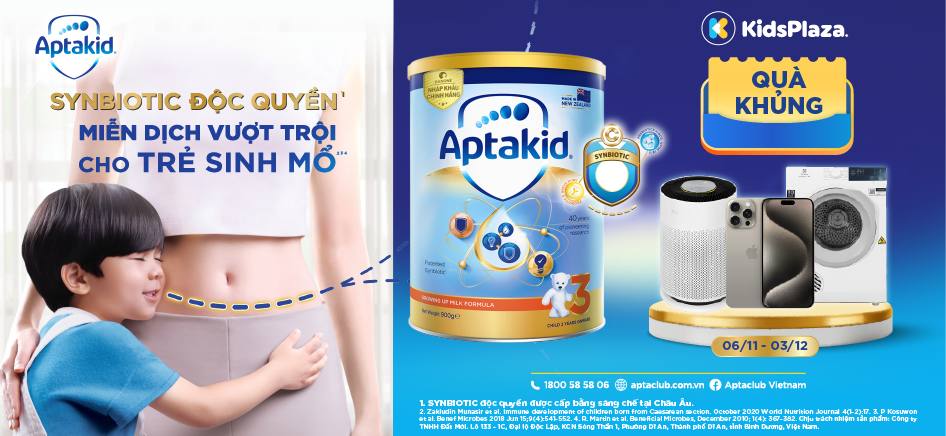 Aptakid®
SYNBIOTIC ĐỘC QUYỀN¹
MIỄN DỊCH VƯỢT TRỘI
CHO TRẺ SINH MỔ
DANONE
NHẬP KHẨU
CHÍNH HÃNG
MADE IN
NEW ZEALAND
Aptakid®
SYNBIOTIC
40 years
of pioneering
research
Patented
Synbiotic
3
GROWING UP MILK FORMULA
Net Weight: 900g e
CHILD 2 YEARS ONWARDS
KidsPlaza.
QUÀ
KHỦNG
06/11 - 03/12
1800 58 58 06 aptaclub.com.vn Aptaclub Vietnam
1. SYNBIOTIC độc quyền được cấp bằng sáng chế tại Châu Âu.
2. Zakiudin Munasir et al. Immune development of children born from Caesarean section. October 2020 World Nutrition Journal 4(1-2):17. 3. P Kosuwon
et al. Benef Microbes 2018 Jun 15;9(4):541-552. 4. R. Martin et al. Beneficial Microbes, December 2010; 1(4): 367-382. Chịu trách nhiệm sản phẩm: Công ty
TNHH Đất Mới. Lô 133 - 1C, Đại lộ Độc Lập, KCN Sóng Thần 1, Phường Dĩ An, Thành phố Dĩ An, tỉnh Bình Dương, Việt Nam.